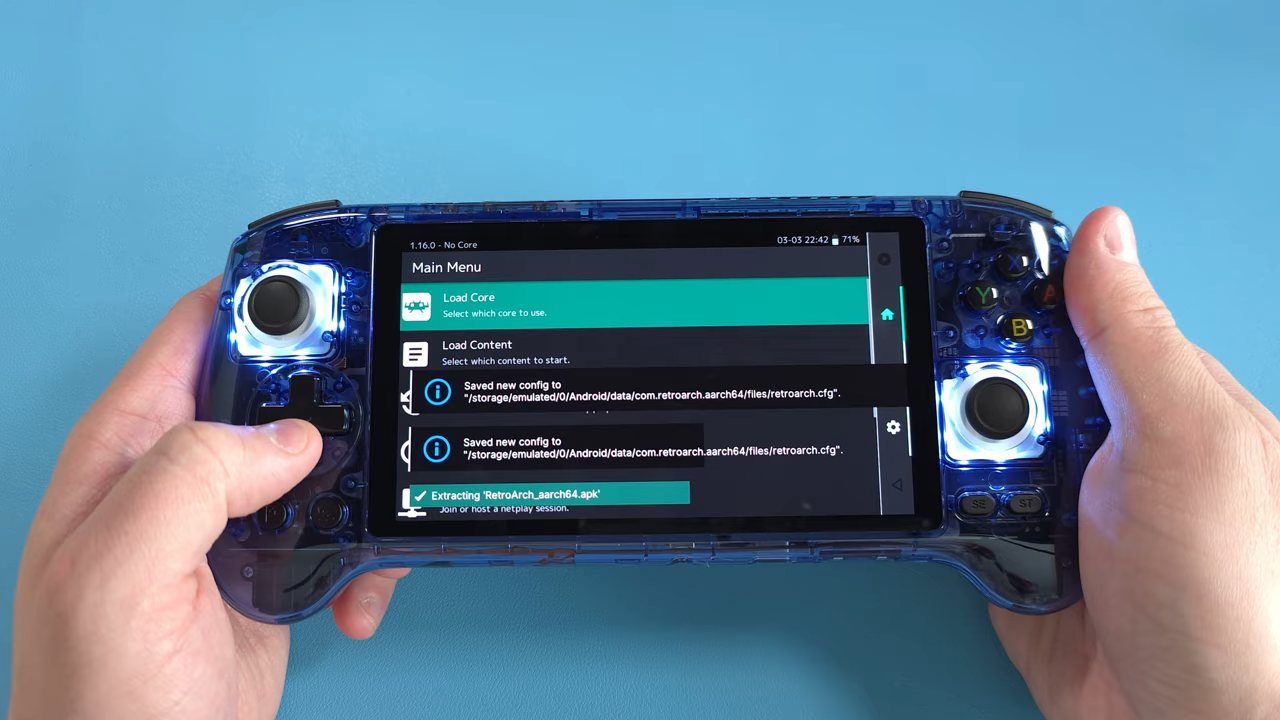 1.16.0 - No Core
03-03 22:42 71%
Main Menu
Load Core
Select which core to use.
Load Content
Select which content to start.
Saved new config to
"/storage/emulated/0/Android/data/com.retroarch.aarch64/files/retroarch.cfg".
Saved new config to
"/storage/emulated/0/Android/data/com.retroarch.aarch64/files/retroarch.cfg".
Extracting 'RetroArch_aarch64.apk'
Join or host a netplay session.
X
Y
A
B
SE
ST